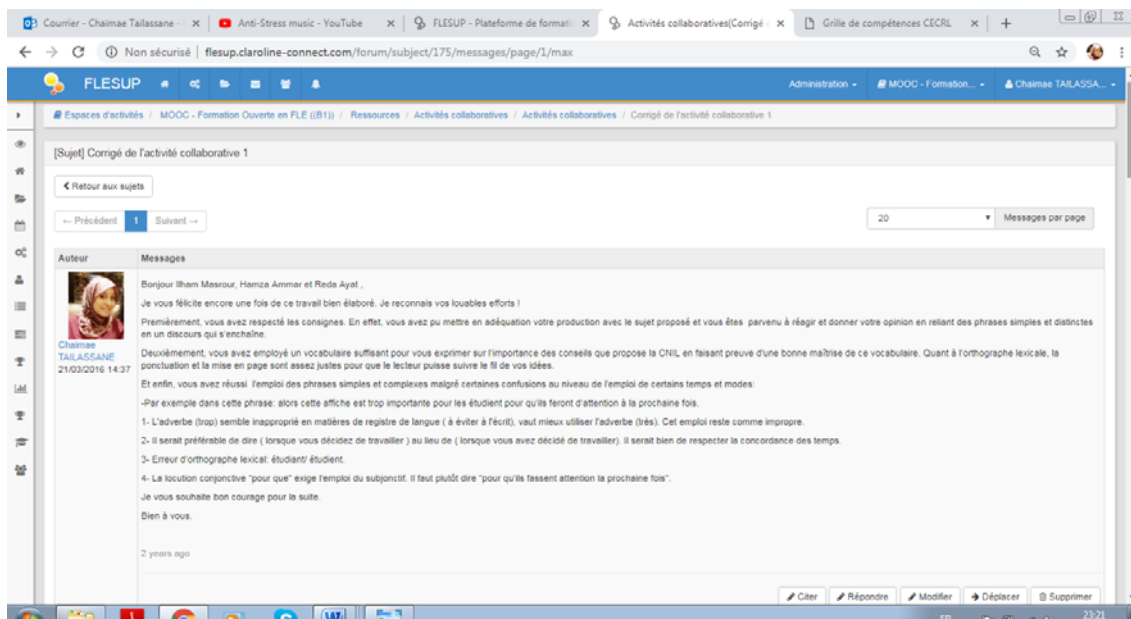 Courrier - Chaimae Tailassane -
Anti-Stress music - YouTube
FLESUP - Plateforme de formati
Activités collaboratives(Corrigé
Grille de compétences CECRL
Non sécurisé | flesup.claroline-connect.com/forum/subject/175/messages/page/1/max
FLESUP
Administration
MOOC - Formation...
Chaimae TAILASSA...
Espaces d'activités / MOOC - Formation Ouverte en FLE ((B1)) / Ressources / Activités collaboratives / Activités collaboratives / Corrigé de l'activité collaborative 1
[Sujet] Corrigé de l'activité collaborative 1
Retour aux sujets
← Précédent 1 Suivant →
20 Messages par page
Auteur Messages
Chaimae
TAILASSANE
21/03/2016 14:37
Bonjour Ilham Masrour, Hamza Ammar et Reda Ayat ,
Je vous félicite encore une fois de ce travail bien élaboré. Je reconnais vos louables efforts !
Premièrement, vous avez respecté les consignes. En effet, vous avez pu mettre en adéquation votre production avec le sujet proposé et vous êtes parvenu à réagir et donner votre opinion en reliant des phrases simples et distinctes
en un discours qui s'enchaîne.
Deuxièmement, vous avez employé un vocabulaire suffisant pour vous exprimer sur l'importance des conseils que propose la CNIL en faisant preuve d'une bonne maîtrise de ce vocabulaire. Quant à l'orthographe lexicale, la
ponctuation et la mise en page sont assez justes pour que le lecteur puisse suivre le fil de vos idées.
Et enfin, vous avez réussi l'emploi des phrases simples et complexes malgré certaines confusions au niveau de l'emploi de certains temps et modes:
-Par exemple dans cette phrase: alors cette affiche est trop importante pour les étudient pour qu'ils feront d'attention à la prochaine fois.
1- L'adverbe (trop) semble inapproprié en matières de registre de langue ( à éviter à l'écrit), vaut mieux utiliser l'adverbe (très). Cet emploi reste comme impropre.
2- Il serait préférable de dire ( lorsque vous décidez de travailler ) au lieu de ( lorsque vous avez décidé de travailler). Il serait bien de respecter la concordance des temps.
3- Erreur d'orthographe lexical: étudiant/ étudient.
4- La locution conjonctive "pour que" exige l'emploi du subjonctif. Il faut plutôt dire "pour qu'ils fassent attention la prochaine fois".
Je vous souhaite bon courage pour la suite.
Bien à vous.
2 years ago
Citer
Répondre
Modifier
Déplacer
Supprimer
FR
23:21